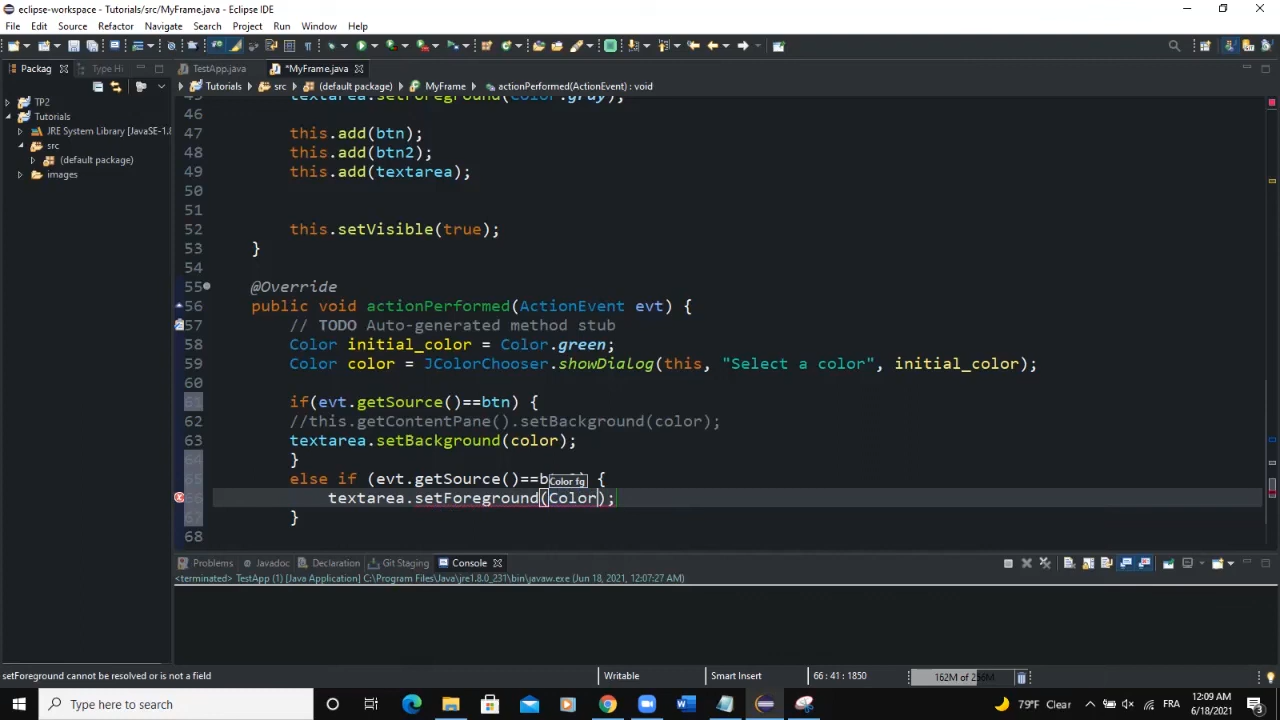 eclipse-workspace - Tutorials/src/MyFrame.java - Eclipse IDE
File Edit Source Refactor Navigate Search Project Run Window Help
Packag Type Hi TestApp.java *MyFrame.java
Tutorials src (default package) MyFrame actionPerformed(ActionEvent) : void
TP2
Tutorials
JRE System Library [JavaSE-1.
src
(default package)
images
45 textarea.setForeground(Color.gray);
46
47 this.add(btn);
48 this.add(btn2);
49 this.add(textarea);
50
51
52 this.setVisible(true);
53 }
54
55 @Override
56 public void actionPerformed(ActionEvent evt) {
57 // TODO Auto-generated method stub
58 Color initial_color = Color.green;
59 Color color = JColorChooser.showDialog(this, "Select a color", initial_color);
60
61 if(evt.getSource()==btn) {
62 //this.getContentPane().setBackground(color);
63 textarea.setBackground(color);
64 }
65 else if (evt.getSource()==b {
Color fg
66 textarea.setForeground(Color);
67 }
68
Problems Javadoc Declaration Git Staging Console
<terminated> TestApp (1) [Java Application] C:\Program Files\Java\jre1.8.0_231\bin\javaw.exe (Jun 18, 2021, 12:07:27 AM)
setForeground cannot be resolved or is not a field Writable Smart Insert 66 : 41 : 1850 162M of 256M
Type here to search 79°F Clear FRA 12:09 AM
6/18/2021 3